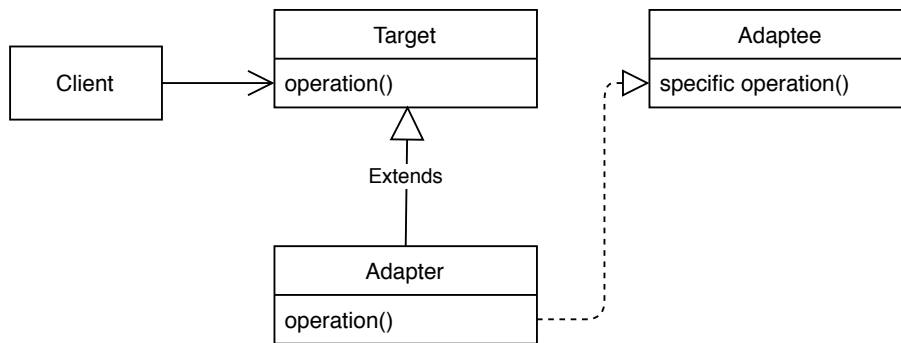 Client
Target
operation()
Adaptee
specific operation()
Extends
Adapter
operation()